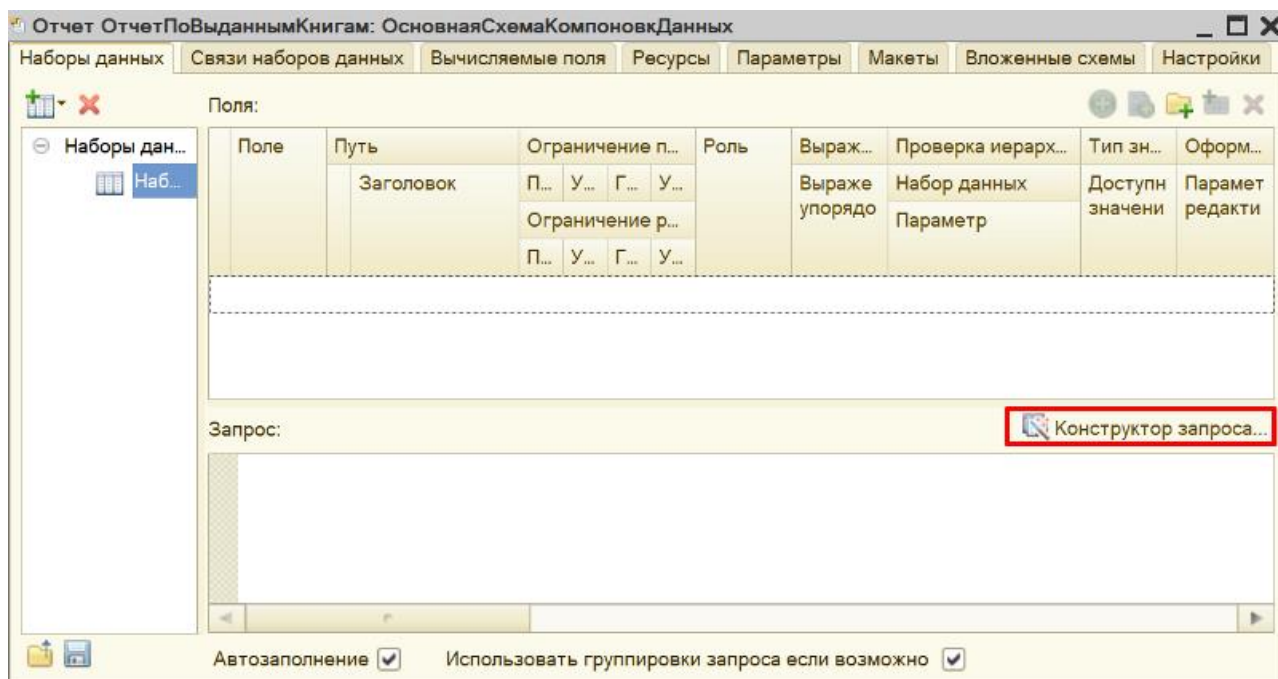 Отчет ОтчетПоВыданнымКнигам: ОсновнаяСхемаКомпоновкДанных
Наборы данных Связи наборов данных Вычисляемые поля Ресурсы Параметры Макеты Вложенные схемы Настройки
Поля:
Наборы дан...
Наб...
Поле Путь Ограничение п... Роль Выраж... Проверка иерарх... Тип зн... Оформ...
Заголовок П... У... Г... У... Выраже Набор данных Доступн Парамет
Ограничение р... упорядо Параметр значени редакти
П... У... Г... У...
Запрос: Конструктор запроса...
Автозаполнение Использовать группировки запроса если возможно